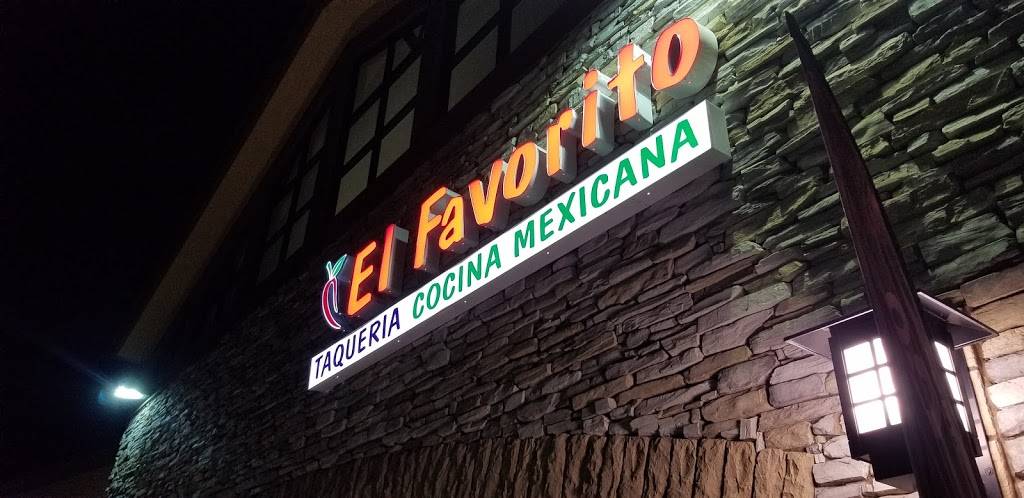 El Favorito
TAQUERIA COCINA MEXICANA